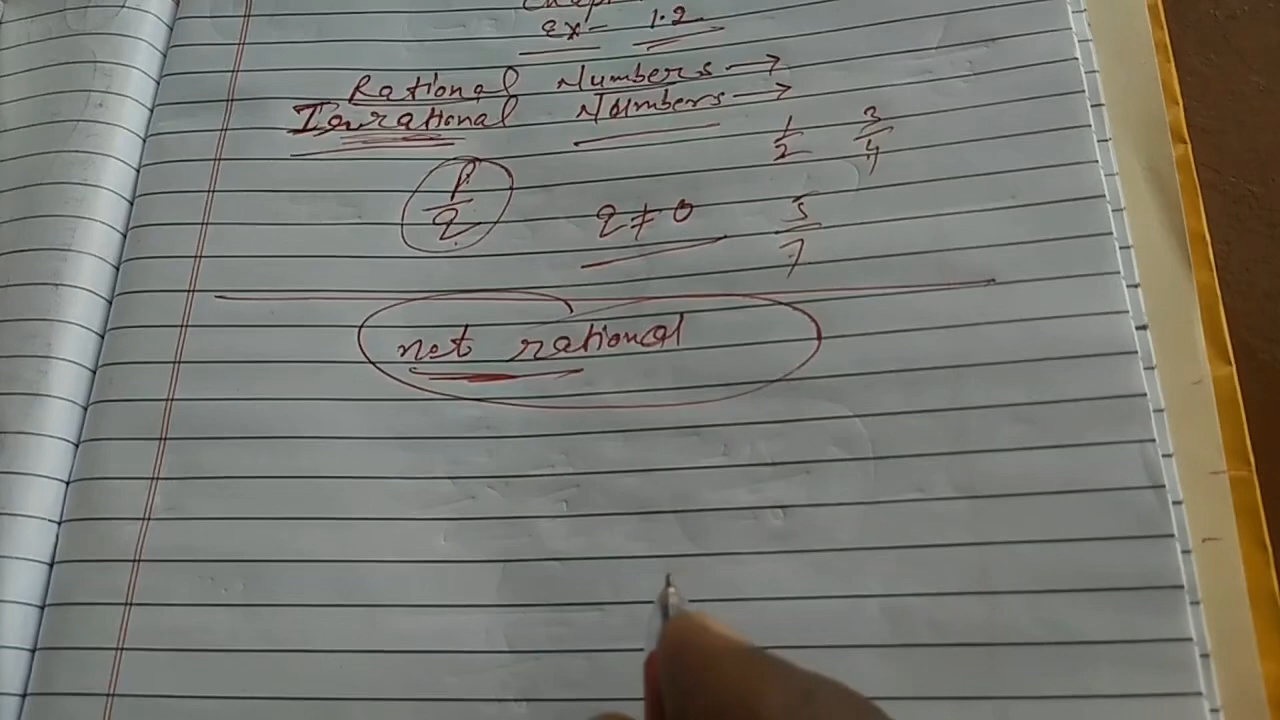 Ex- 1.2
Rational Numbers →
Irrational Numbers →
1/2 3/4
p/q q ≠ 0 5/7
not rational